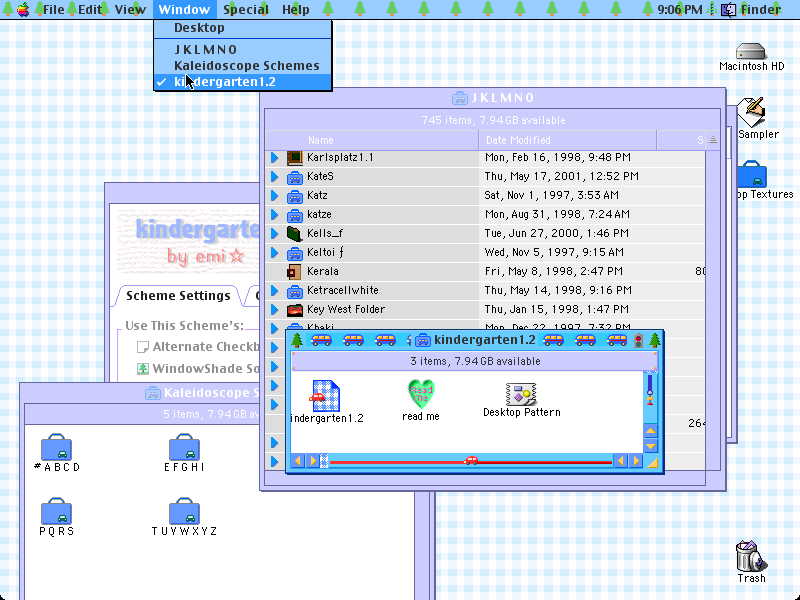 File Edit View Window Special Help 9:06 PM Finder
Desktop
J K L M N O
Kaleidoscope Schemes
✓ kindergarten1.2
Macintosh HD
Sampler
op Textures
Trash
J K L M N O
745 items, 7.94 GB available
Name Date Modified S
Karlsplatz1.1 Mon, Feb 16, 1998, 9:48 PM
KateS Thu, May 17, 2001, 12:52 PM
Katz Sat, Nov 1, 1997, 3:53 AM
katze Mon, Aug 31, 1998, 7:24 AM
Kells_f Tue, Jun 27, 2000, 1:46 PM
Keltoi ƒ Wed, Nov 5, 1997, 9:15 AM
Kerala Fri, May 8, 1998, 2:47 PM 80
Ketracellwhite Thu, May 14, 1998, 9:16 PM
Key West Folder Thu, Jan 15, 1998, 1:47 PM
Khaki Mon, Dec 22, 1997, 7:32 PM
264
kindergarte
by emi☆
Scheme Settings
Use This Scheme's:
Alternate Checkb
WindowShade So
kindergarten1.2
3 items, 7.94 GB available
indergarten1.2
read me
read me
Desktop Pattern
Kaleidoscope S
5 items, 7.94 GB av
#ABCD
EFGHI
PQRS
TUVWXYZ